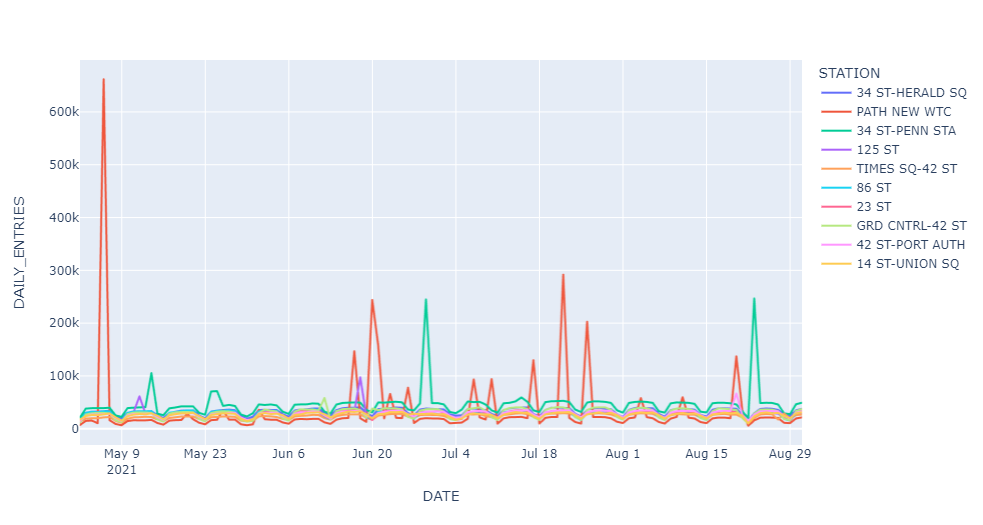 STATION
34 ST-HERALD SQ
PATH NEW WTC
34 ST-PENN STA
125 ST
TIMES SQ-42 ST
86 ST
23 ST
GRD CNTRL-42 ST
42 ST-PORT AUTH
14 ST-UNION SQ
DAILY_ENTRIES
600k
500k
400k
300k
200k
100k
0
May 9 May 23 Jun 6 Jun 20 Jul 4 Jul 18 Aug 1 Aug 15 Aug 29
2021
DATE